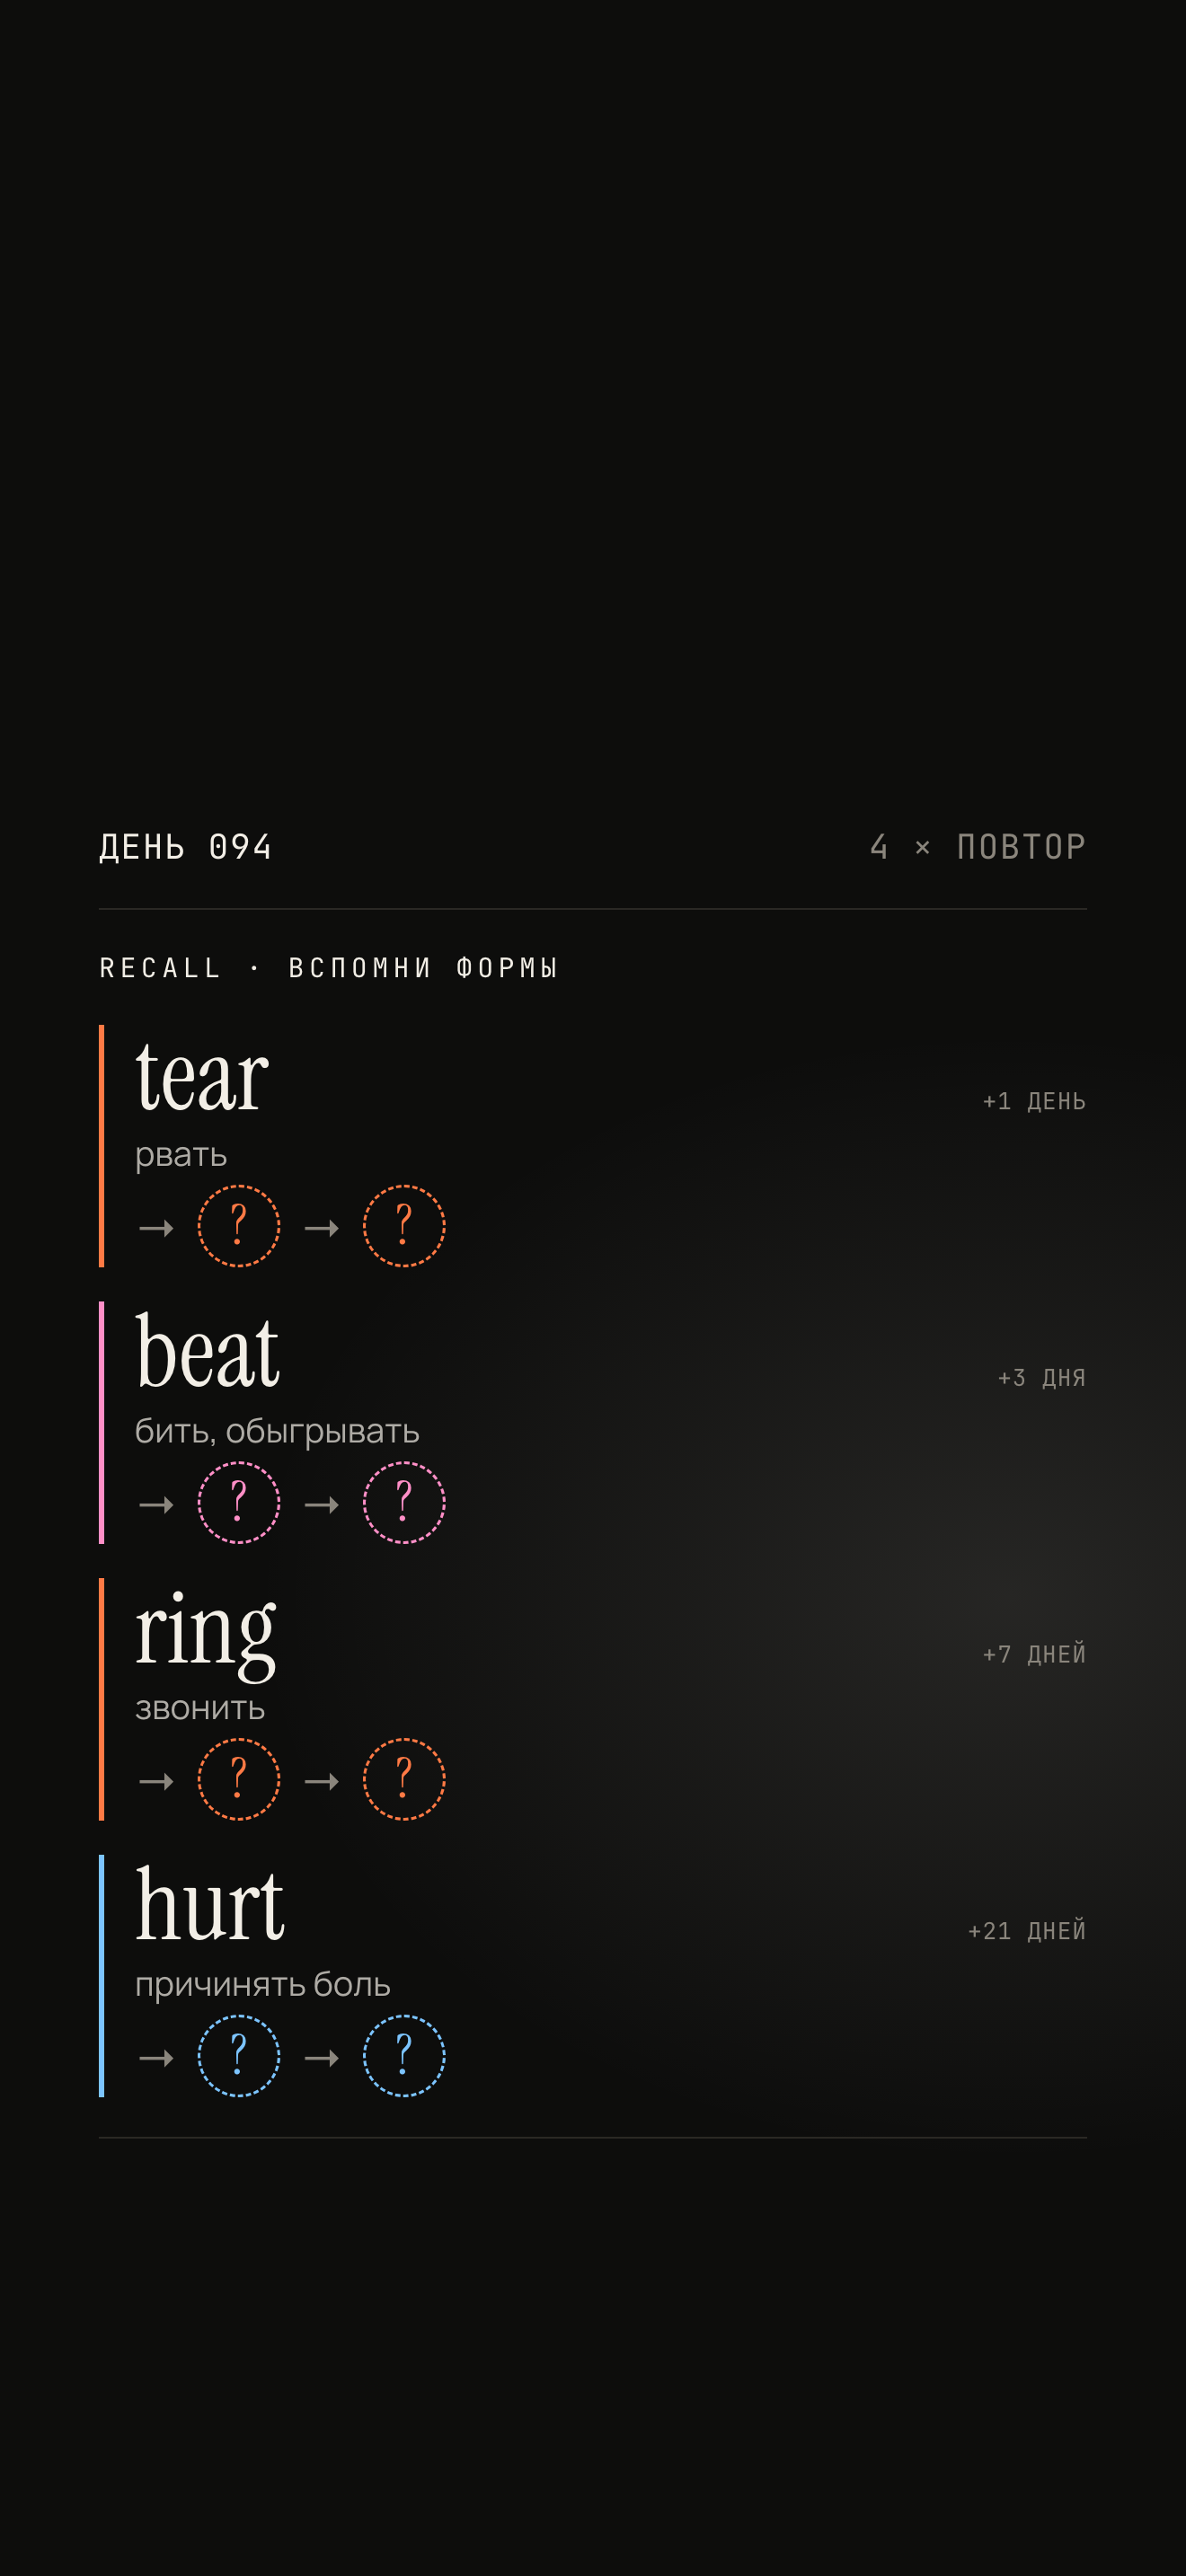 ДЕНЬ 094
4 × ПОВТОР
RECALL · ВСПОМНИ ФОРМЫ
tear
+1 ДЕНЬ
рвать
→ ? → ?
beat
+3 ДНЯ
бить, обыгрывать
→ ? → ?
ring
+7 ДНЕЙ
звонить
→ ? → ?
hurt
+21 ДНЕЙ
причинять боль
→ ? → ?